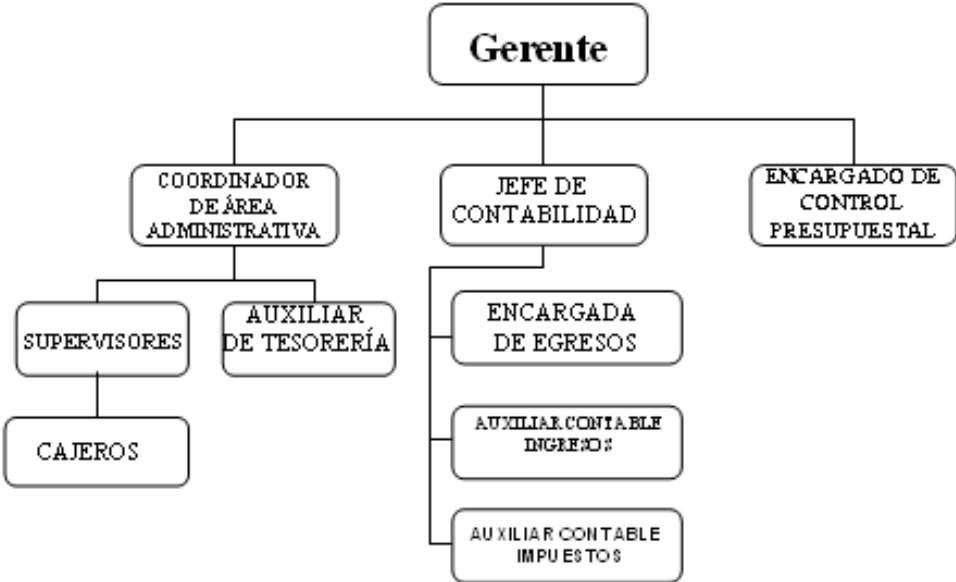 Gerente
COORDINADOR
DE ÁREA
ADMINISTRATIVA
JEFE DE
CONTABILIDAD
ENCARGADO DE
CONTROL
PRESUPUESTAL
SUPERVISORES
AUXILIAR
DE TESORERÍA
CAJEROS
ENCARGADA
DE EGRESOS
AUXILIAR CONTABLE
INGRESOS
AUXILIAR CONTABLE
IMPUESTOS